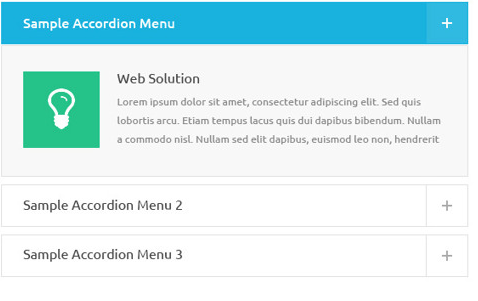 Sample Accordion Menu
+
Web Solution
Lorem ipsum dolor sit amet, consectetur adipiscing elit. Sed quis
lobortis arcu. Etiam tempus lacus quis dui dapibus bibendum. Nullam
a commodo nisl. Nullam sed elit dapibus, euismod leo non, hendrerit
Sample Accordion Menu 2
+
Sample Accordion Menu 3
+